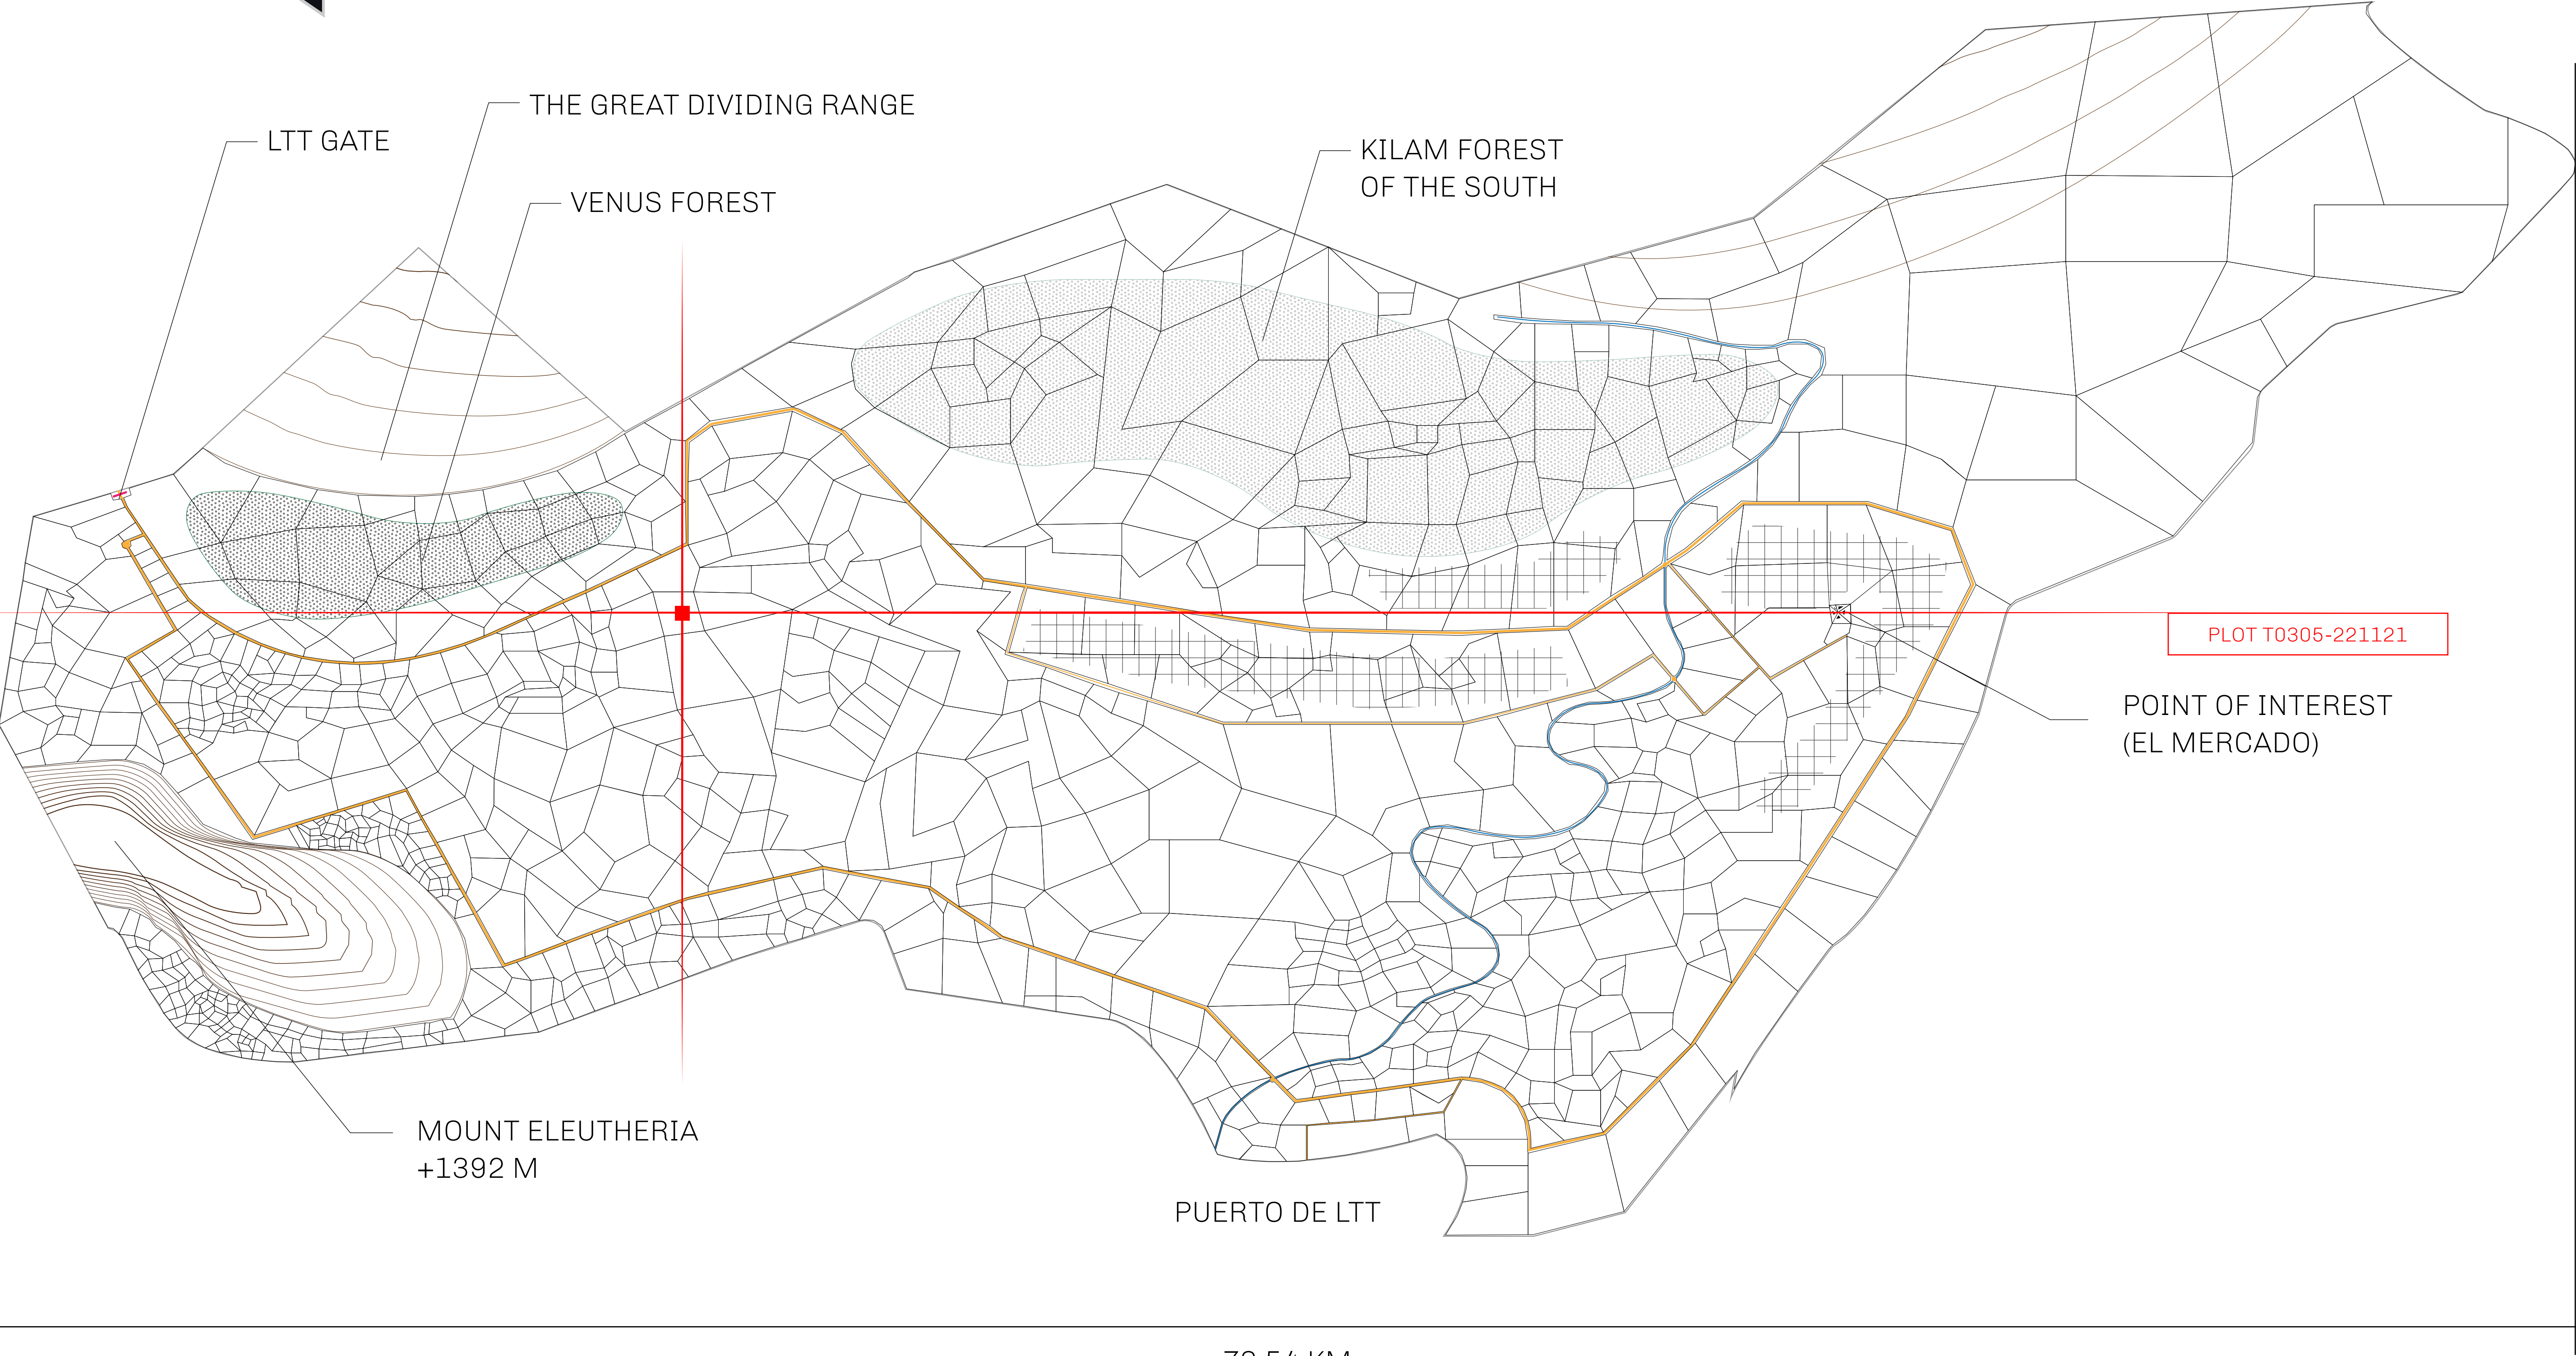 THE GREAT DIVIDING RANGE
LTT GATE
KILAM FOREST
OF THE SOUTH
VENUS FOREST
PLOT T0305-221121
POINT OF INTEREST
(EL MERCADO)
MOUNT ELEUTHERIA
+1392 M
PUERTO DE LTT